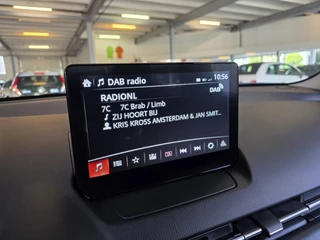 DAB radio
10:56
RADIONL
DAB
7C 7C Brab / Limb
ZIJ HOORT BIJ
KRIS KROSS AMSTERDAM & JAN SMIT...